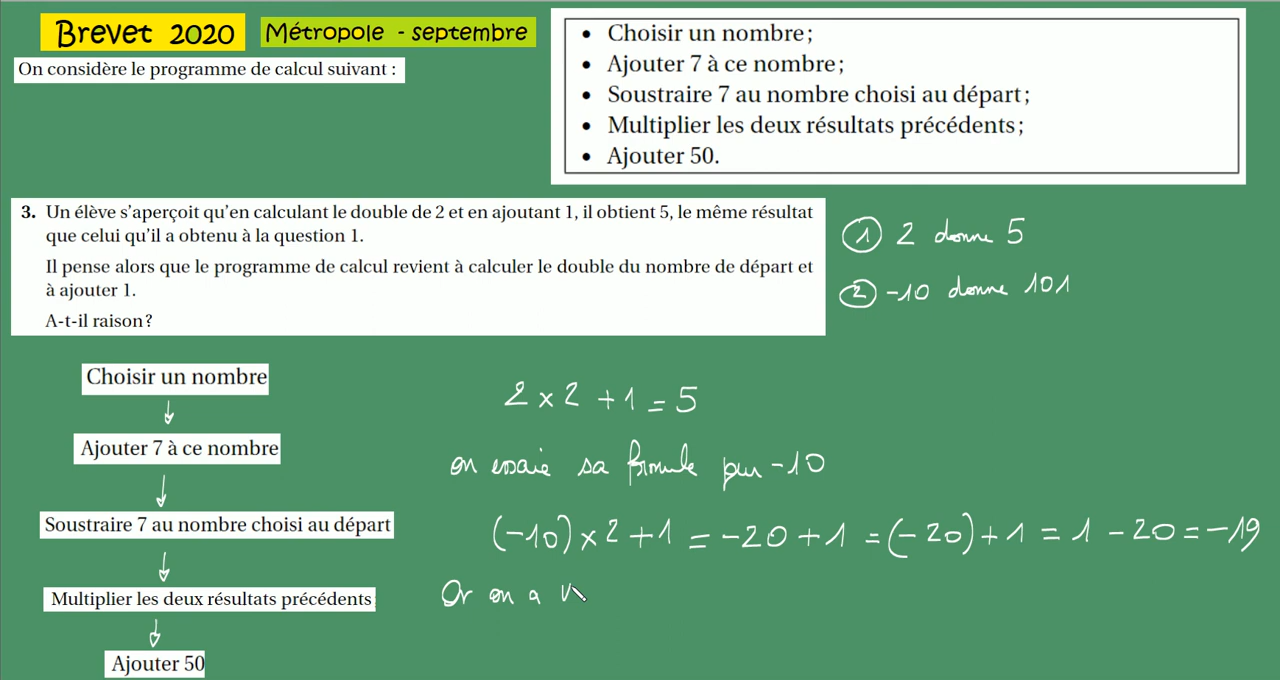 Brevet 2020 Métropole - septembre
On considère le programme de calcul suivant :
• Choisir un nombre;
• Ajouter 7 à ce nombre;
• Soustraire 7 au nombre choisi au départ;
• Multiplier les deux résultats précédents;
• Ajouter 50.
3. Un élève s'aperçoit qu'en calculant le double de 2 et en ajoutant 1, il obtient 5, le même résultat
que celui qu'il a obtenu à la question 1.
Il pense alors que le programme de calcul revient à calculer le double du nombre de départ et
à ajouter 1.
A-t-il raison ?
① 2 donne 5
② -10 donne 101
Choisir un nombre
↓
Ajouter 7 à ce nombre
↓
Soustraire 7 au nombre choisi au départ
↓
Multiplier les deux résultats précédents
↓
Ajouter 50
2 × 2 + 1 = 5
on essaie sa formule pour -10
(-10) × 2 + 1 = -20 + 1 = (-20) + 1 = 1 - 20 = -19
Or on a